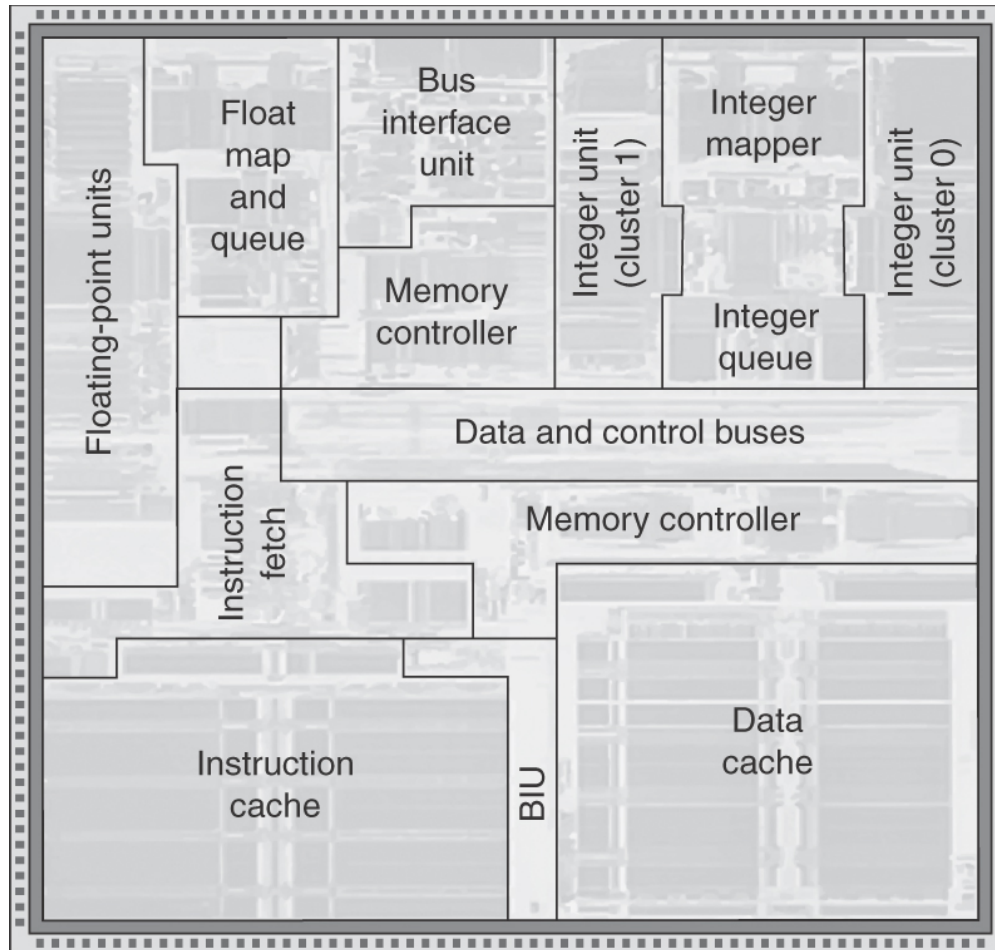 Floating-point units
Float
map
and
queue
Bus
interface
unit
Memory
controller
Integer unit
(cluster 1)
Integer
mapper
Integer
queue
Integer unit
(cluster 0)
Data and control buses
Instruction
fetch
Memory controller
Instruction
cache
BIU
Data
cache